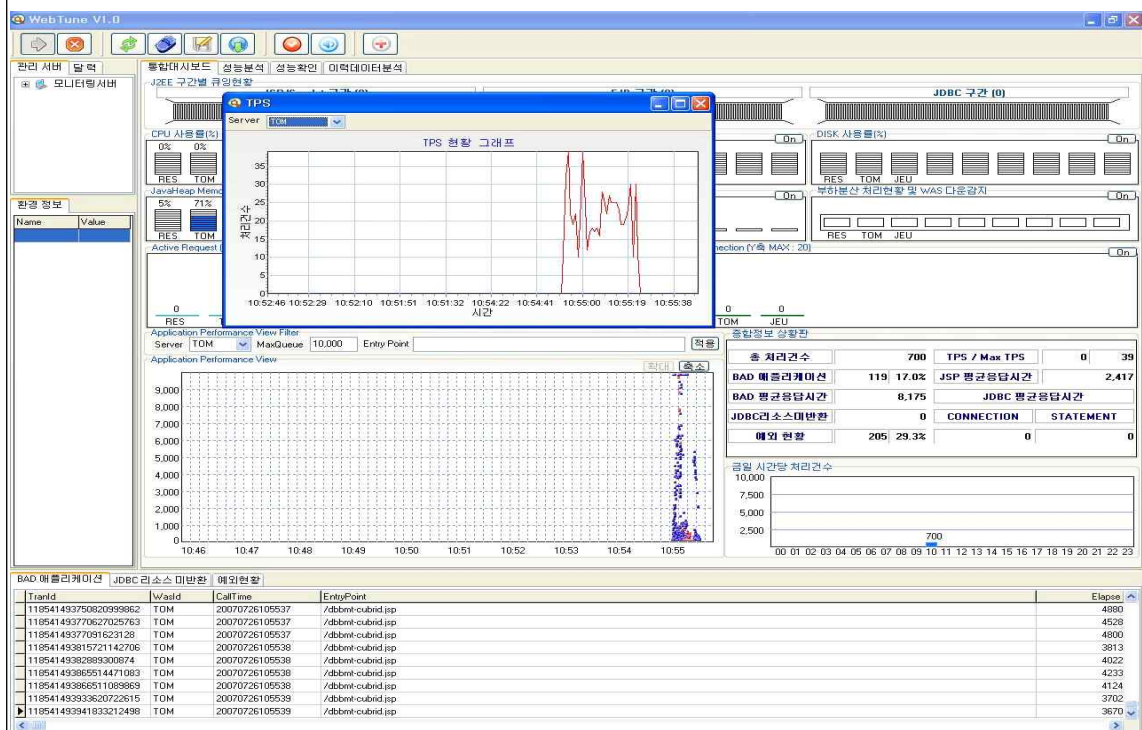 WebTune V1.0
관리 서버 달력
모니터링서버
환경 정보
Name Value
통합대시보드 성능분석 성능확인 이력데이터분석
J2EE 구간별 큐잉현황
JDBC 구간 (0)
CPU 사용률(%)
0% 0%
RES TOM
On
DISK 사용률(%)
On
RES TOM JEU
JavaHeap Memo
5% 71%
RES TOM
On
부하분산 처리현황 및 WAS 다운감지
RES TOM JEU
Active Request
0
RES
nection (Y축 MAX : 20)
On
0 0
TOM JEU
TPS
Server TOM
TPS 현황 그래프
처리건수
35
30
25
20
15
10
5
0
10:52:46 10:52:29 10:52:10 10:51:51 10:51:32 10:54:22 10:54:41 10:55:00 10:55:19 10:55:38
시간
Application Performance View Filter
Server TOM MaxQueue 10,000 Entry Point 적용
Application Performance View
확대 축소
9,000
8,000
7,000
6,000
5,000
4,000
3,000
2,000
1,000
0
10:46 10:47 10:48 10:49 10:50 10:51 10:52 10:53 10:54 10:55
종합정보 상황판
총 처리건수 700 TPS / Max TPS 0 39
BAD 애플리케이션 119 17.0% JSP 평균응답시간 2,417
BAD 평균응답시간 8,175 JDBC 평균응답시간
JDBC리소스미반환 0 CONNECTION STATEMENT
예외 현황 205 29.3% 0 0
금일 시간당 처리건수
10,000
7,500
5,000
2,500
700
00 01 02 03 04 05 06 07 08 09 10 11 12 13 14 15 16 17 18 19 20 21 22 23
BAD 애플리케이션 JDBC 리소스 미반환 예외현황
TranId WasId CallTime EntryPoint Elapse
118541493750820999862 TOM 20070726105537 /dbbmt-cubrid.jsp 4880
118541493770627025763 TOM 20070726105537 /dbbmt-cubrid.jsp 4528
11854149377091623128 TOM 20070726105537 /dbbmt-cubrid.jsp 4800
118541493815721142706 TOM 20070726105538 /dbbmt-cubrid.jsp 3813
11854149382889300874 TOM 20070726105538 /dbbmt-cubrid.jsp 4022
118541493865514471083 TOM 20070726105538 /dbbmt-cubrid.jsp 4233
118541493866511089869 TOM 20070726105538 /dbbmt-cubrid.jsp 4124
118541493933620722615 TOM 20070726105539 /dbbmt-cubrid.jsp 3702
118541493941833212498 TOM 20070726105539 /dbbmt-cubrid.jsp 3670